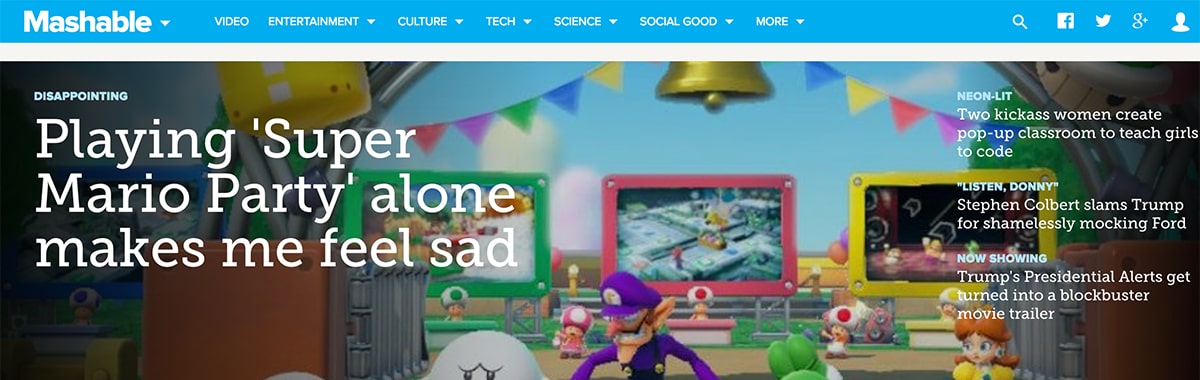 Mashable
VIDEO ENTERTAINMENT CULTURE TECH SCIENCE SOCIAL GOOD MORE
DISAPPOINTING
Playing 'Super
Mario Party' alone
makes me feel sad
NEON-LIT
Two kickass women create
pop-up classroom to teach girls
to code
"LISTEN, DONNY"
Stephen Colbert slams Trump
for shamelessly mocking Ford
NOW SHOWING
Trump's Presidential Alerts get
turned into a blockbuster
movie trailer